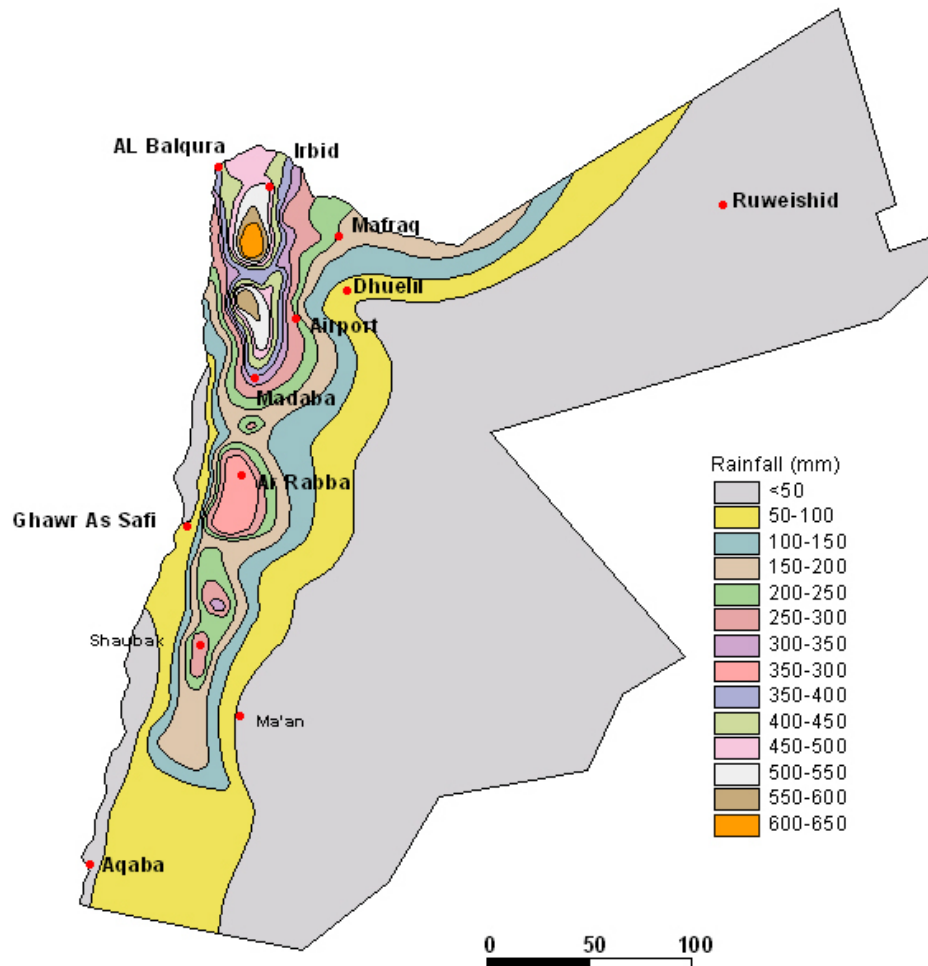 AL Balqura
Irbid
Ruweishid
Mafraq
Dhuelil
Airport
Madaba
Ar Rabba
Ghawr As Safi
Shaubak
Ma'an
Aqaba
Rainfall (mm)
<50
50-100
100-150
150-200
200-250
250-300
300-350
350-300
350-400
400-450
450-500
500-550
550-600
600-650
0 50 100